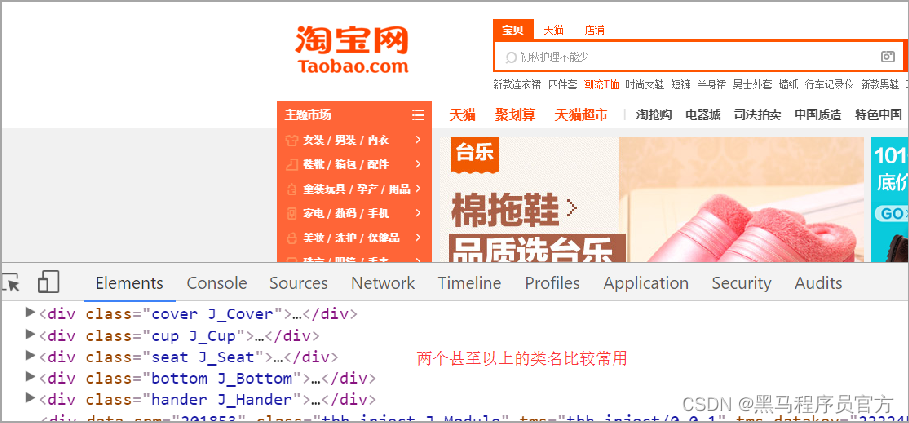 淘宝网
Taobao.com
宝贝 天猫 店铺
初秋护理不能少
新款连衣裙 四件套 潮流T恤 时尚女鞋 短裤 半身裙 男士外套 墙纸 行车记录仪 新款男鞋
主题市场
天猫 聚划算 天猫超市 | 淘抢购 电器城 司法拍卖 中国质造 特色中国
女装 / 男装 / 内衣
鞋靴 / 箱包 / 配件
童装玩具 / 孕产 / 用品
家电 / 数码 / 手机
美妆 / 洗护 / 保健品
台乐
棉拖鞋
品质选台乐
101
底价
GO
Elements Console Sources Network Timeline Profiles Application Security Audits
<div class="cover J_Cover">…</div>
<div class="cup J_Cup">…</div>
<div class="seat J_Seat">…</div>
两个甚至以上的类名比较常用
<div class="bottom J_Bottom">…</div>
<div class="hander J_Hander">…</div>
CSDN @黑马程序员官方